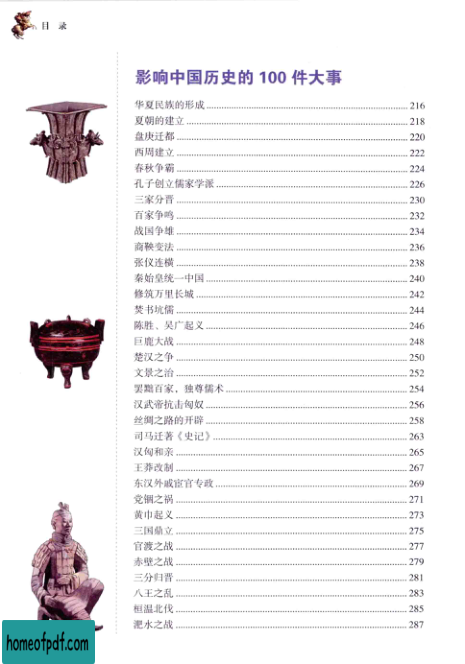 目 录
影响中国历史的 100 件大事
华夏民族的形成 216
夏朝的建立 218
盘庚迁都 220
西周建立 222
春秋争霸 224
孔子创立儒家学派 226
三家分晋 230
百家争鸣 232
战国争雄 234
商鞅变法 236
张仪连横 238
秦始皇统一中国 240
修筑万里长城 242
焚书坑儒 244
陈胜、吴广起义 246
巨鹿大战 248
楚汉之争 250
文景之治 252
罢黜百家，独尊儒术 254
汉武帝抗击匈奴 256
丝绸之路的开辟 258
司马迁著《史记》 263
汉匈和亲 265
王莽改制 267
东汉外戚宦官专政 269
党锢之祸 271
黄巾起义 273
三国鼎立 275
官渡之战 277
赤壁之战 279
三分归晋 281
八王之乱 283
桓温北伐 285
淝水之战 287
homeofpdf.com